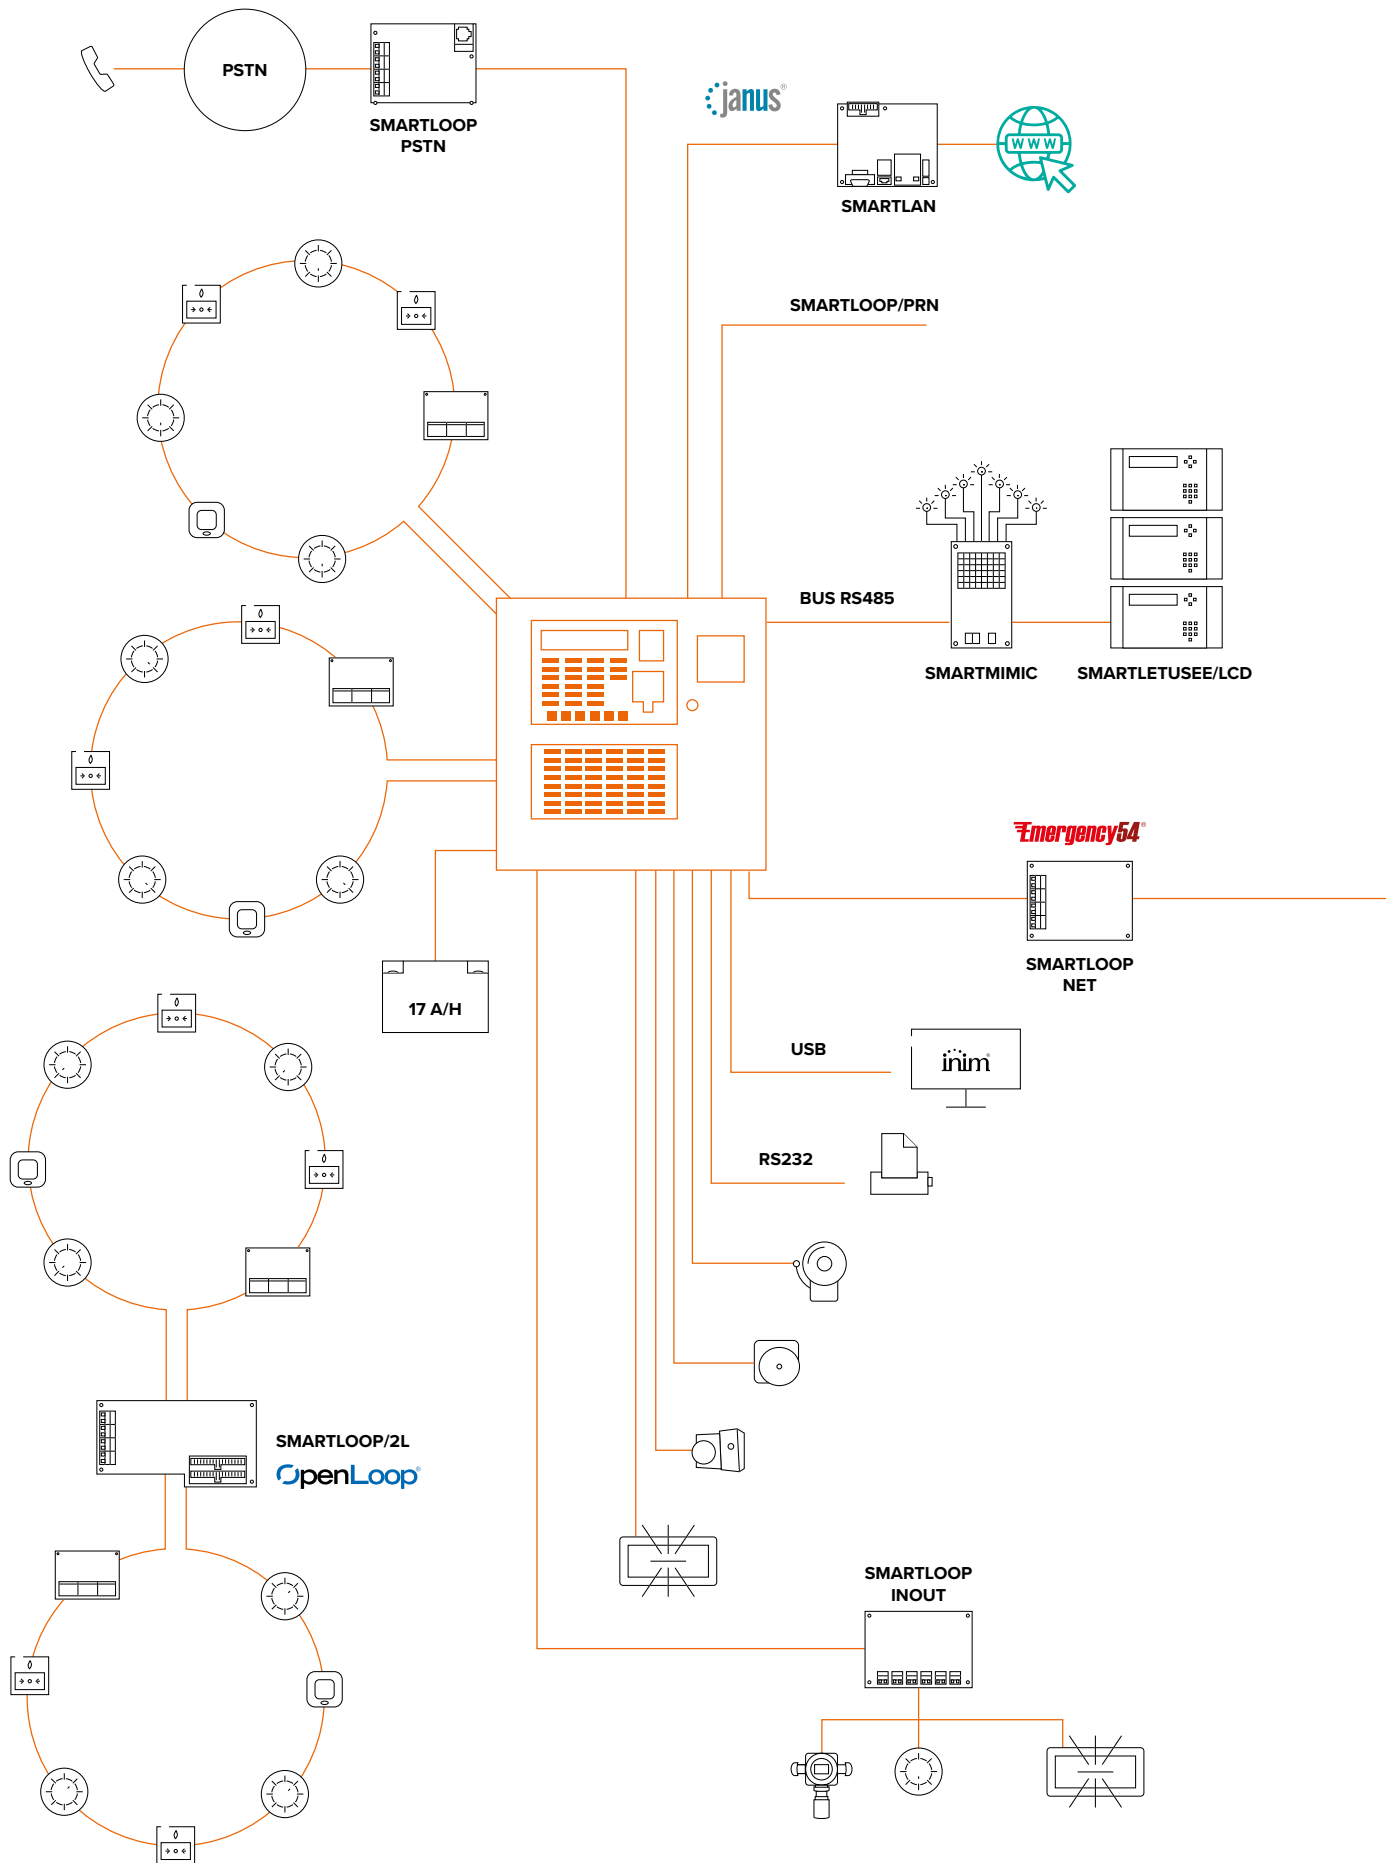 PSTN
SMARTLOOP
PSTN
janus®
WWW
SMARTLAN
SMARTLOOP/PRN
BUS RS485
SMARTMIMIC
SMARTLETUSEE/LCD
Emergency54®
SMARTLOOP
NET
17 A/H
USB
inim®
RS232
SMARTLOOP/2L
OpenLoop®
SMARTLOOP
INOUT